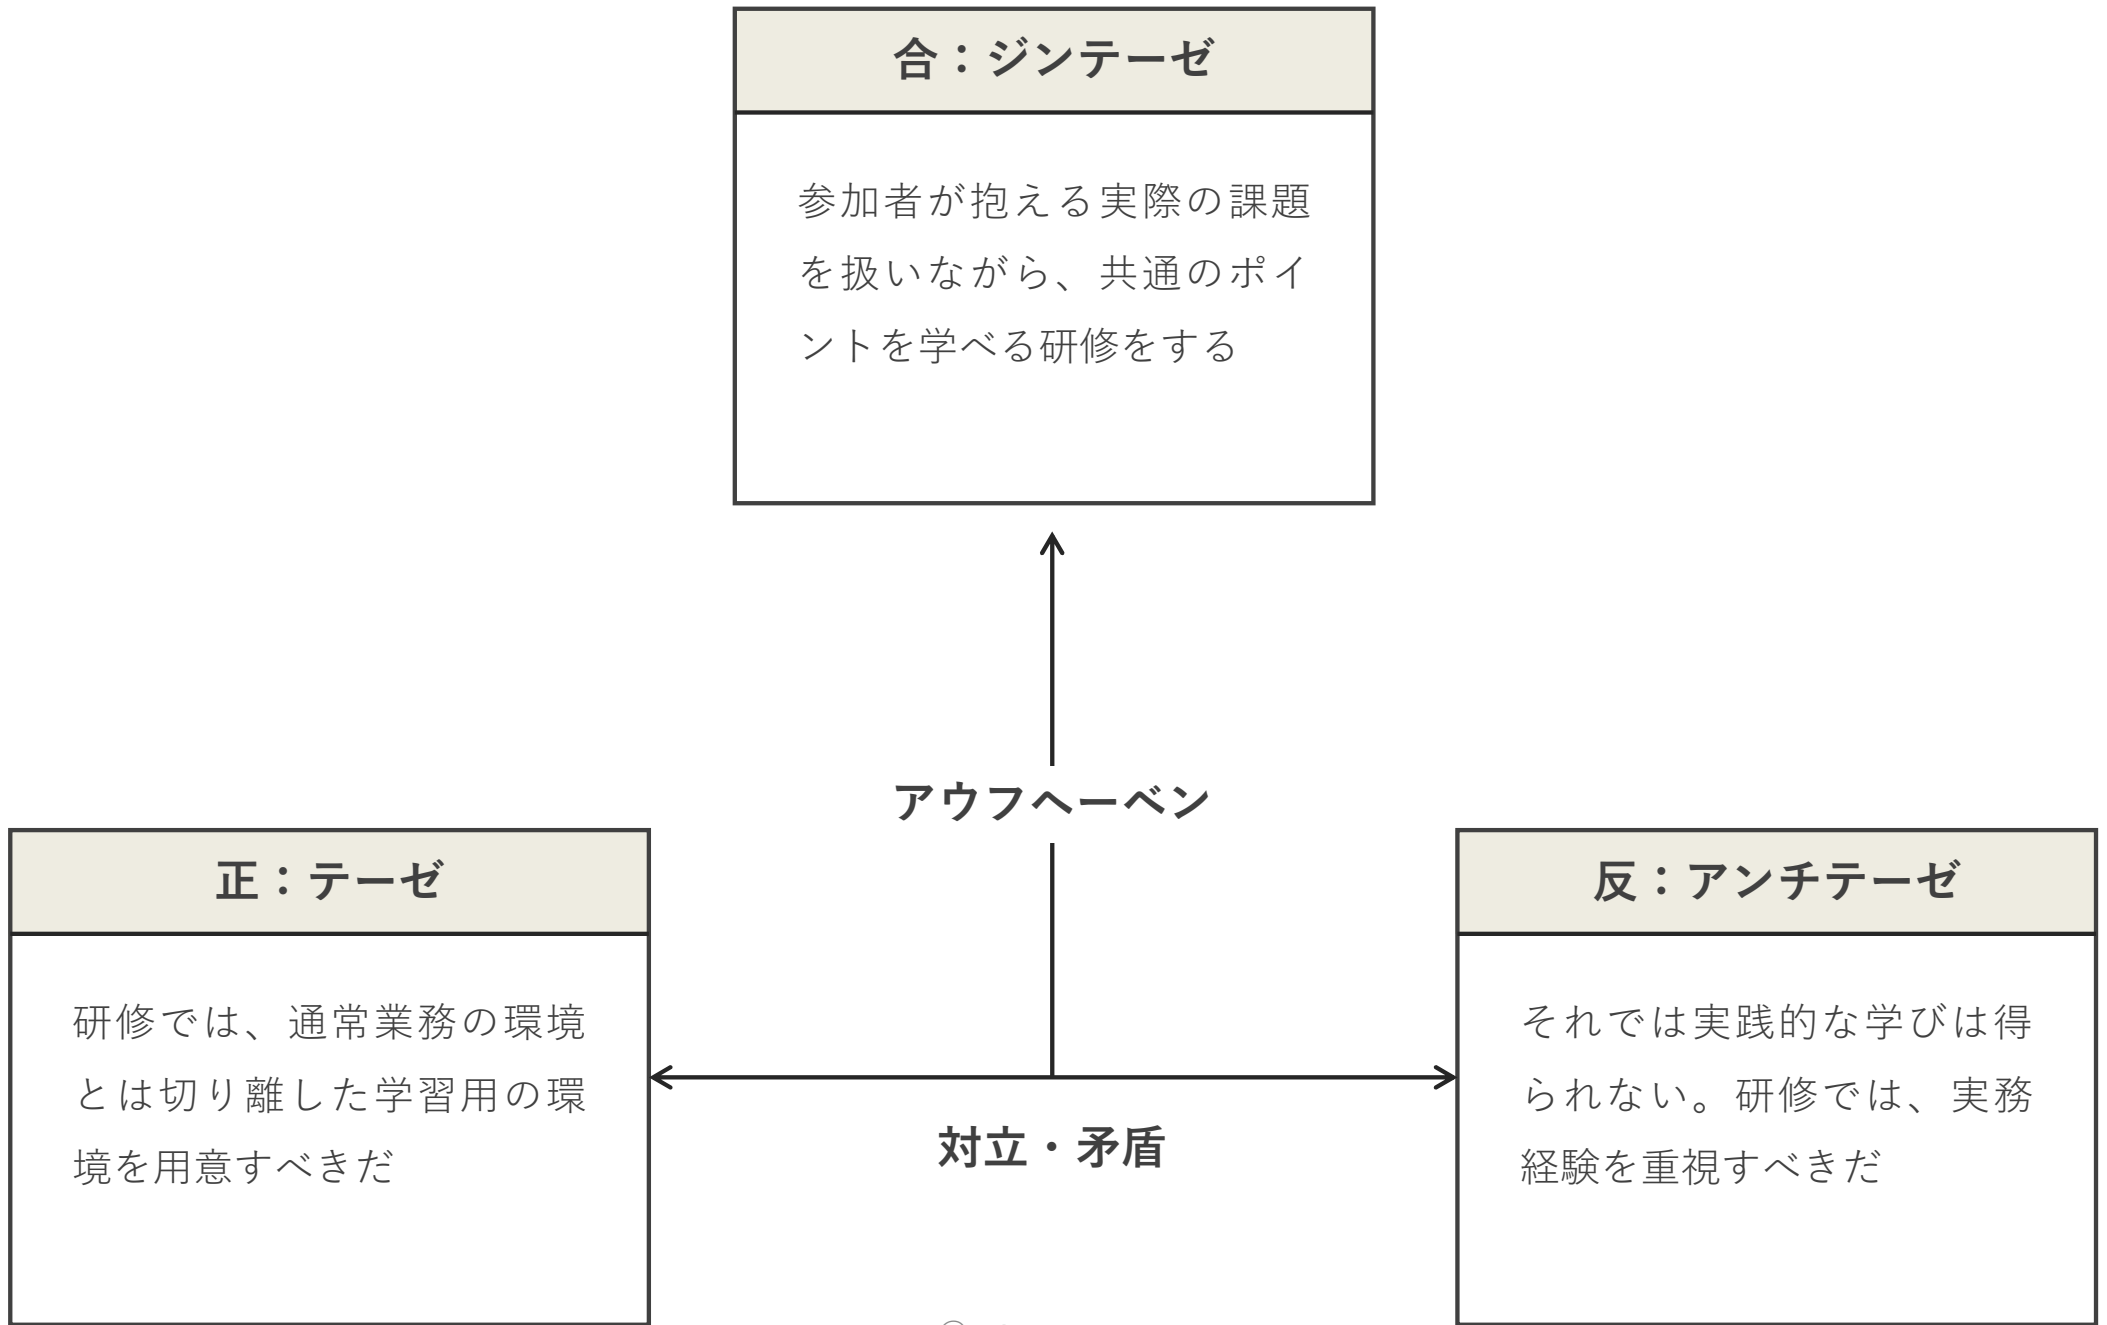 合：ジンテーゼ
参加者が抱える実際の課題
を扱いながら、共通のポイ
ントを学べる研修をする
アウフヘーベン
正：テーゼ
研修では、通常業務の環境
とは切り離した学習用の環
境を用意すべきだ
対立・矛盾
反：アンチテーゼ
それでは実践的な学びは得
られない。研修では、実務
経験を重視すべきだ